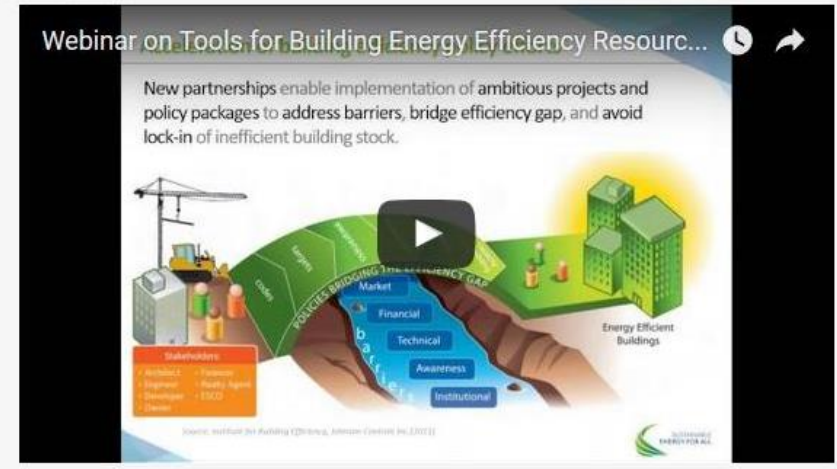 Webinar on Tools for Building Energy Efficiency Resourc...
New partnerships enable implementation of ambitious projects and
policy packages to address barriers, bridge efficiency gap, and avoid
lock-in of inefficient building stock.
codes
targets
awareness
POLICIES BRIDGING THE EFFICIENCY GAP
Market
Financial
Technical
Awareness
Institutional
barriers
Energy Efficient
Buildings
Stakeholders
• Architect
• Engineer
• Developer
• Owner
• Financier
• Realty Agent
• ESCO
Source: Institute for Building Efficiency, Johnson Controls Inc.
SUSTAINABLE
ENERGY FOR ALL